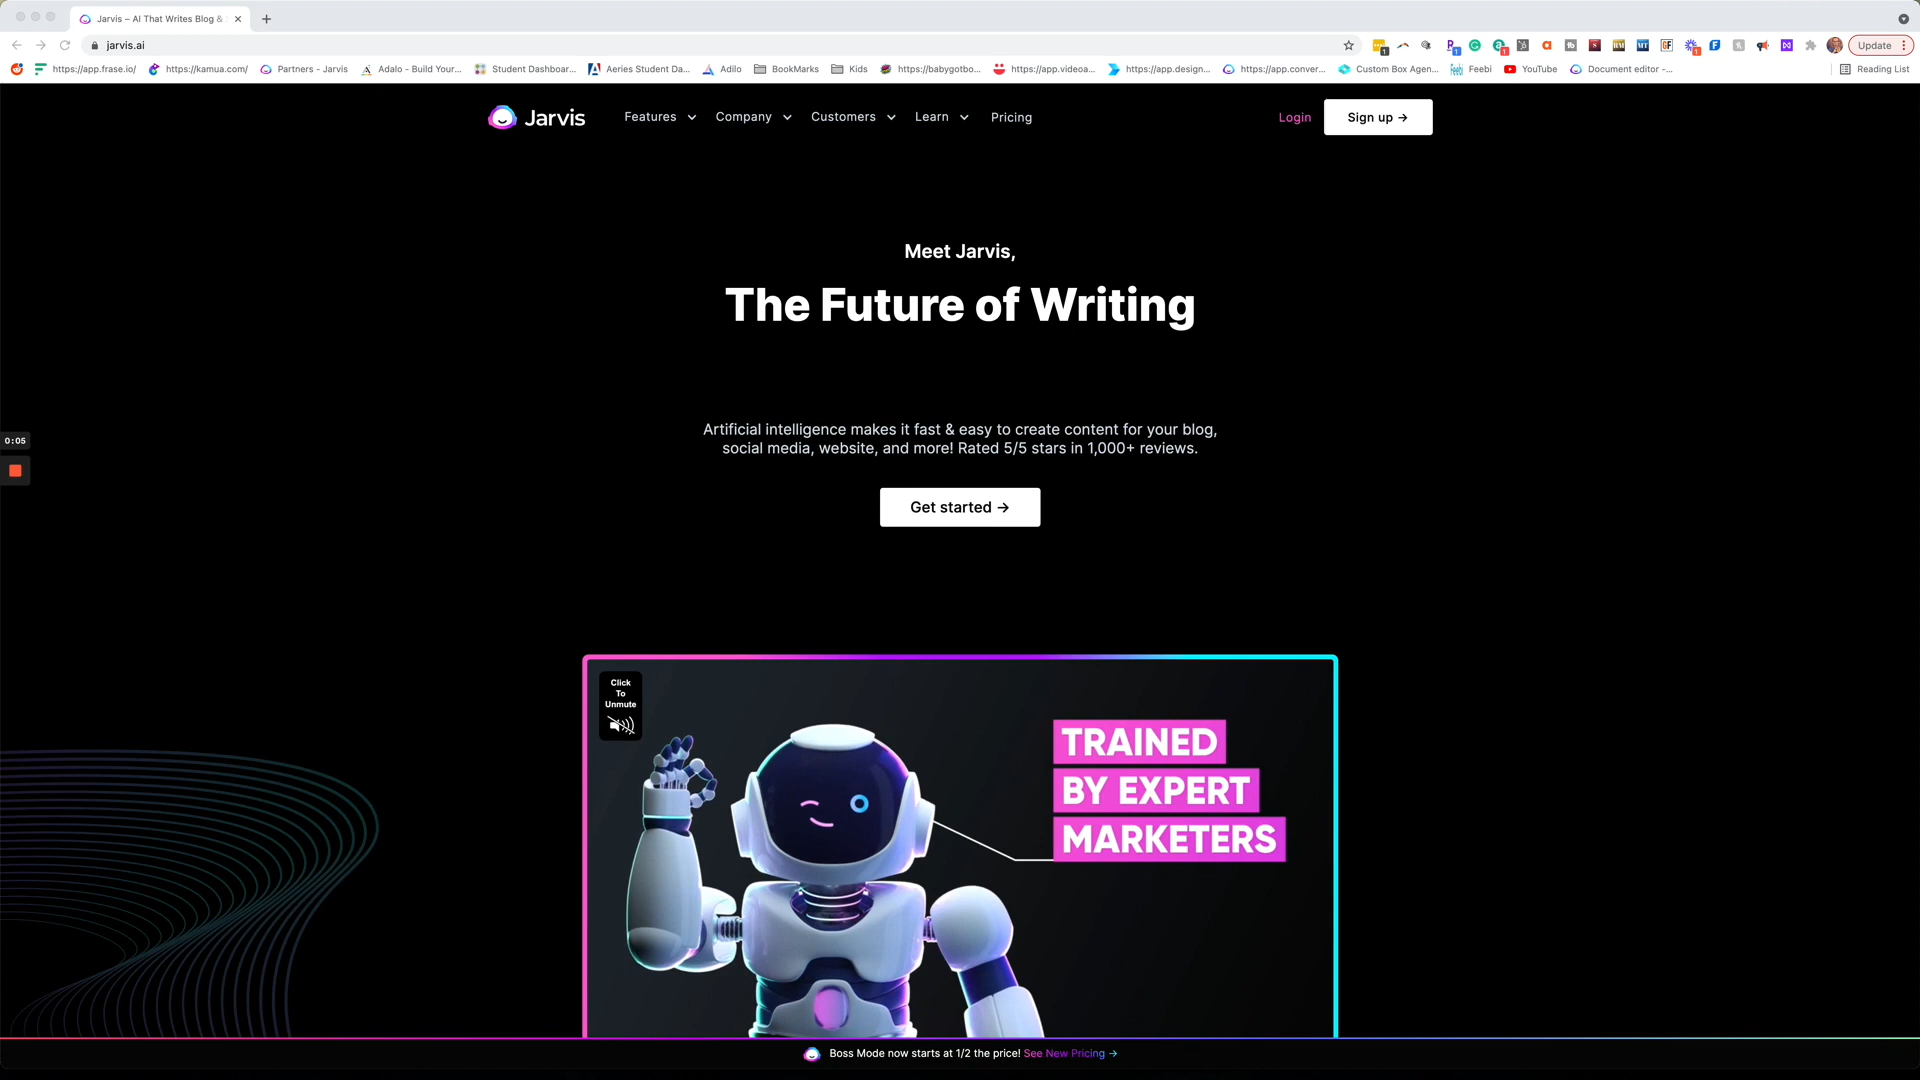 Jarvis – AI That Writes Blog &
jarvis.ai
Update
https://app.frase.io/
https://kamua.com/
Partners - Jarvis
Adalo - Build Your...
Student Dashboar...
Aeries Student Da...
Adilo
BookMarks
Kids
https://babygotbo...
https://app.videoa...
https://app.design...
https://app.conver...
Custom Box Agen...
Feebi
YouTube
Document editor -...
Reading List
Jarvis
Features
Company
Customers
Learn
Pricing
Login
Sign up →
Meet Jarvis,
The Future of Writing
Artificial intelligence makes it fast & easy to create content for your blog,
social media, website, and more! Rated 5/5 stars in 1,000+ reviews.
0:05
Get started →
Click
To
Unmute
TRAINED
BY EXPERT
MARKETERS
Boss Mode now starts at 1/2 the price! See New Pricing →